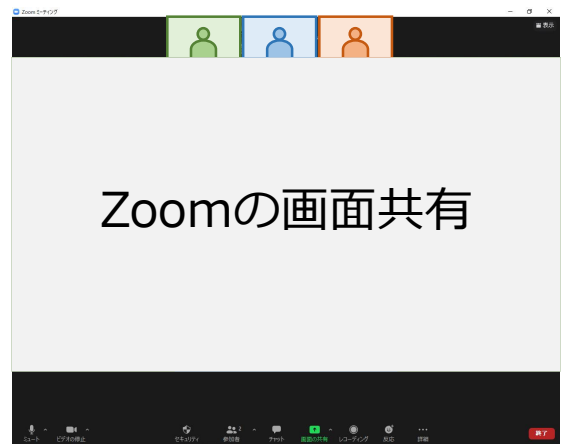 Zoom ミーティング
表示
Zoomの画面共有
ミュート
ビデオの停止
セキュリティ
参加者
2
チャット
画面の共有
レコーディング
反応
詳細
終了